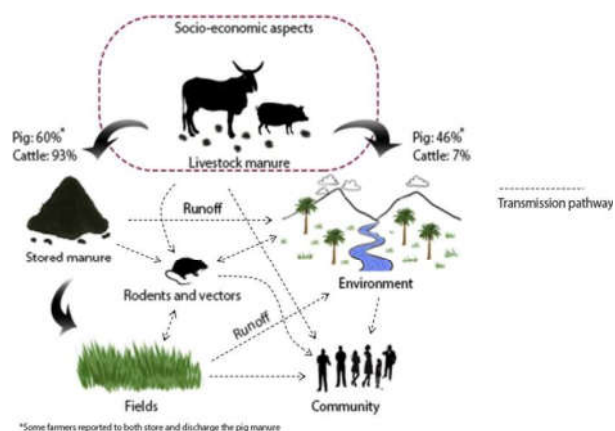 Socio-economic aspects
Pig: 60%*
Cattle: 93%
Pig: 46%*
Cattle: 7%
Livestock manure
Transmission pathway
Runoff
Stored manure
Rodents and vectors
Environment
Runoff
Fields
Community
*Some farmers reported to both store and discharge the pig manure